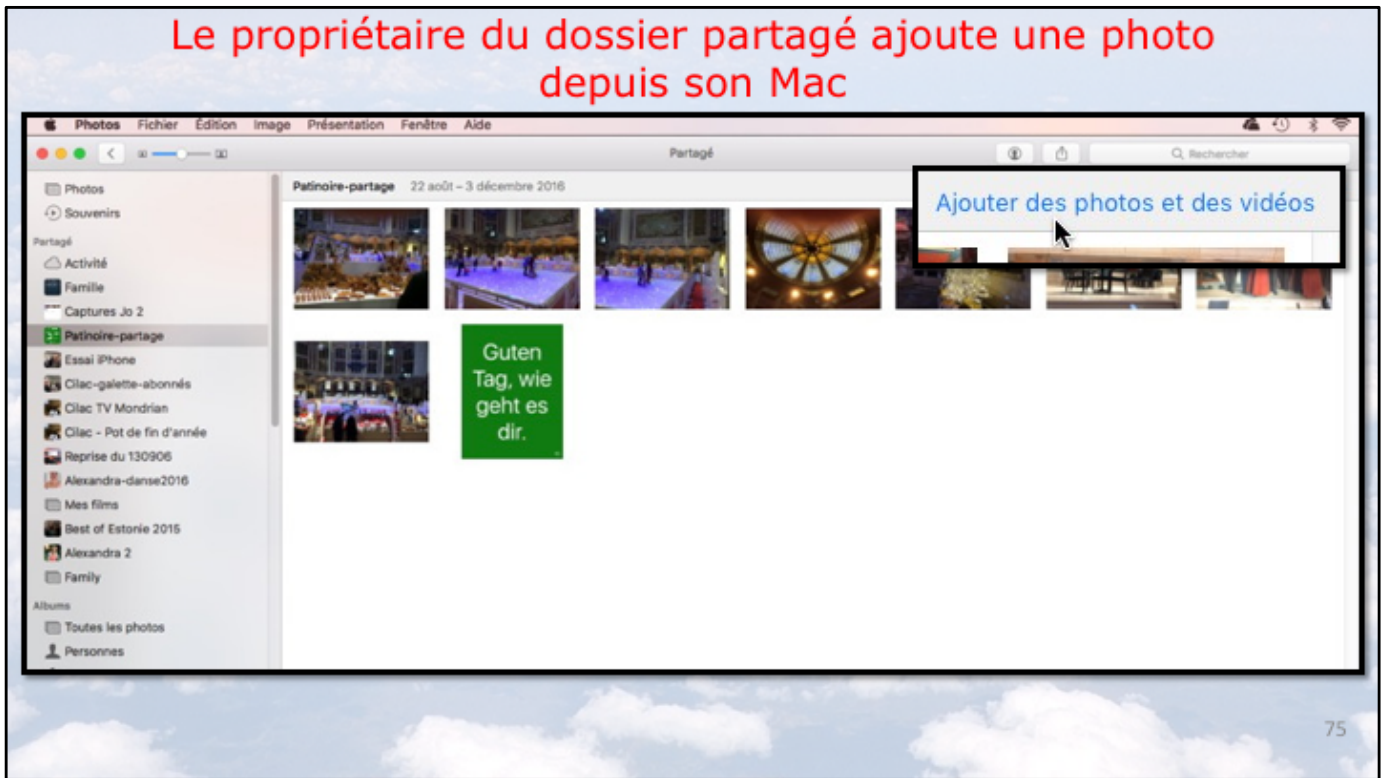 Le propriétaire du dossier partagé ajoute une photo
depuis son Mac
Photos Fichier Édition Image Présentation Fenêtre Aide
Partagé
Rechercher
Photos
Souvenirs
Partagé
Activité
Famille
Captures Jo 2
Patinoire-partage
Essai iPhone
Cilac-galette-abonnés
Cilac TV Mondrian
Cilac - Pot de fin d'année
Reprise du 130906
Alexandra-danse2016
Mes films
Best of Estonie 2015
Alexandra 2
Family
Albums
Toutes les photos
Personnes
Patinoire-partage 22 août – 3 décembre 2016
Ajouter des photos et des vidéos
Guten
Tag, wie
geht es
dir.
75